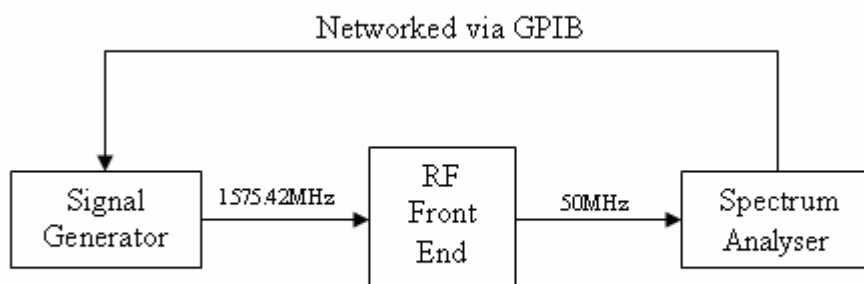 Networked via GPIB
Signal
Generator
1575.42MHz
RF
Front
End
50MHz
Spectrum
Analyser